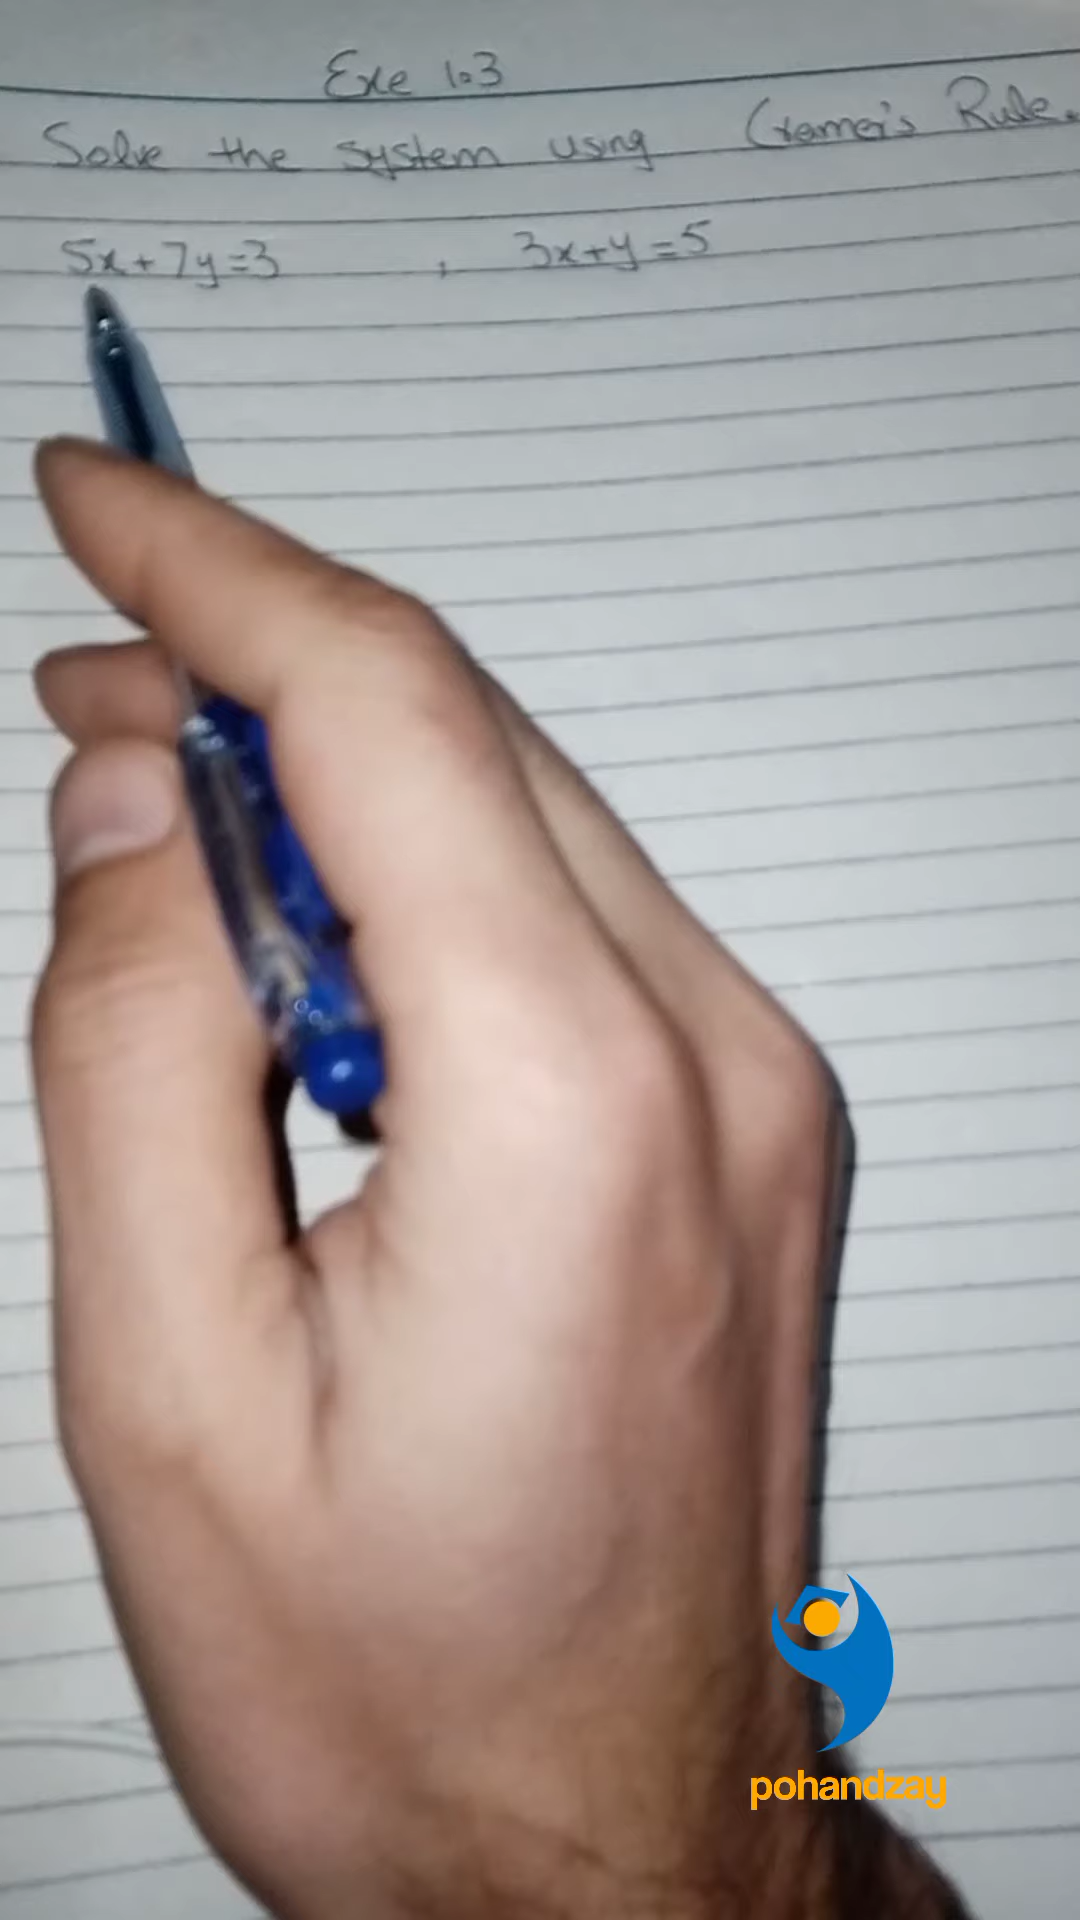 Exe 1.3
Solve the system using Cramer's Rule.
5x+7y=3 , 3x+y=5
pohandzay